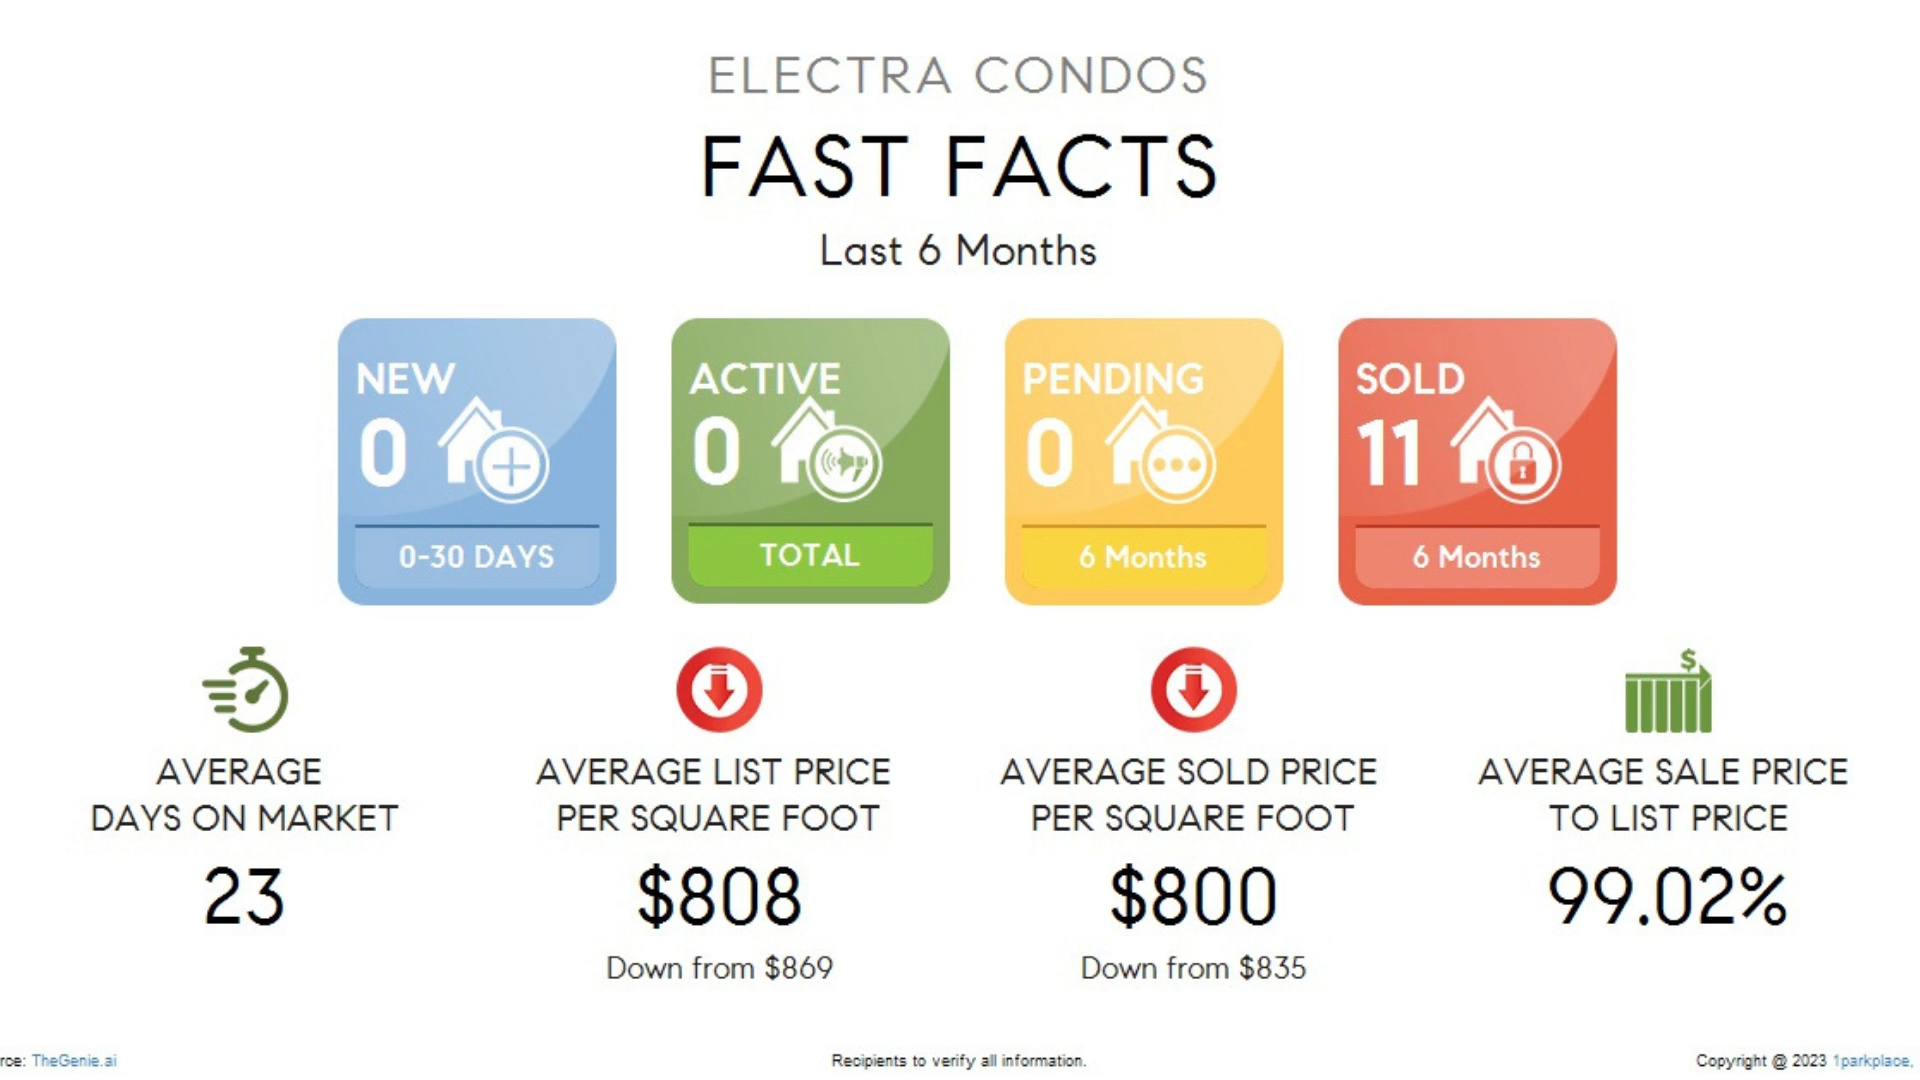 ELECTRA CONDOS
FAST FACTS
Last 6 Months
NEW
0
0-30 DAYS
ACTIVE
0
TOTAL
PENDING
0
6 Months
SOLD
11
6 Months
AVERAGE
DAYS ON MARKET
23
AVERAGE LIST PRICE
PER SQUARE FOOT
$808
Down from $869
AVERAGE SOLD PRICE
PER SQUARE FOOT
$800
Down from $835
$
AVERAGE SALE PRICE
TO LIST PRICE
99.02%
rce: TheGenie.ai
Recipients to verify all information.
Copyright @ 2023 1parkplace,